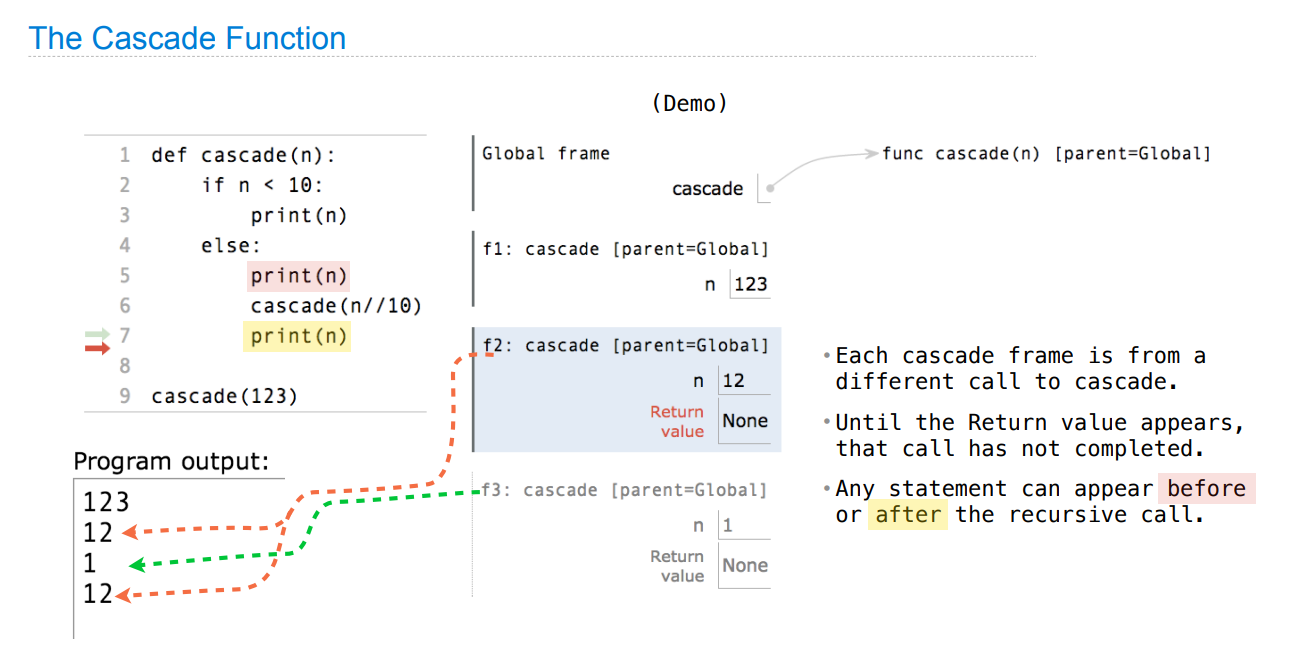 The Cascade Function
(Demo)
1 def cascade(n):
2     if n < 10:
3         print(n)
4     else:
5         print(n)
6         cascade(n//10)
7         print(n)
8
9 cascade(123)
Program output:
123
12
1
12
Global frame
cascade
func cascade(n) [parent=Global]
f1: cascade [parent=Global]
n 123
f2: cascade [parent=Global]
n 12
Return
value None
f3: cascade [parent=Global]
n 1
Return
value None
•Each cascade frame is from a
different call to cascade.
•Until the Return value appears,
that call has not completed.
•Any statement can appear before
or after the recursive call.